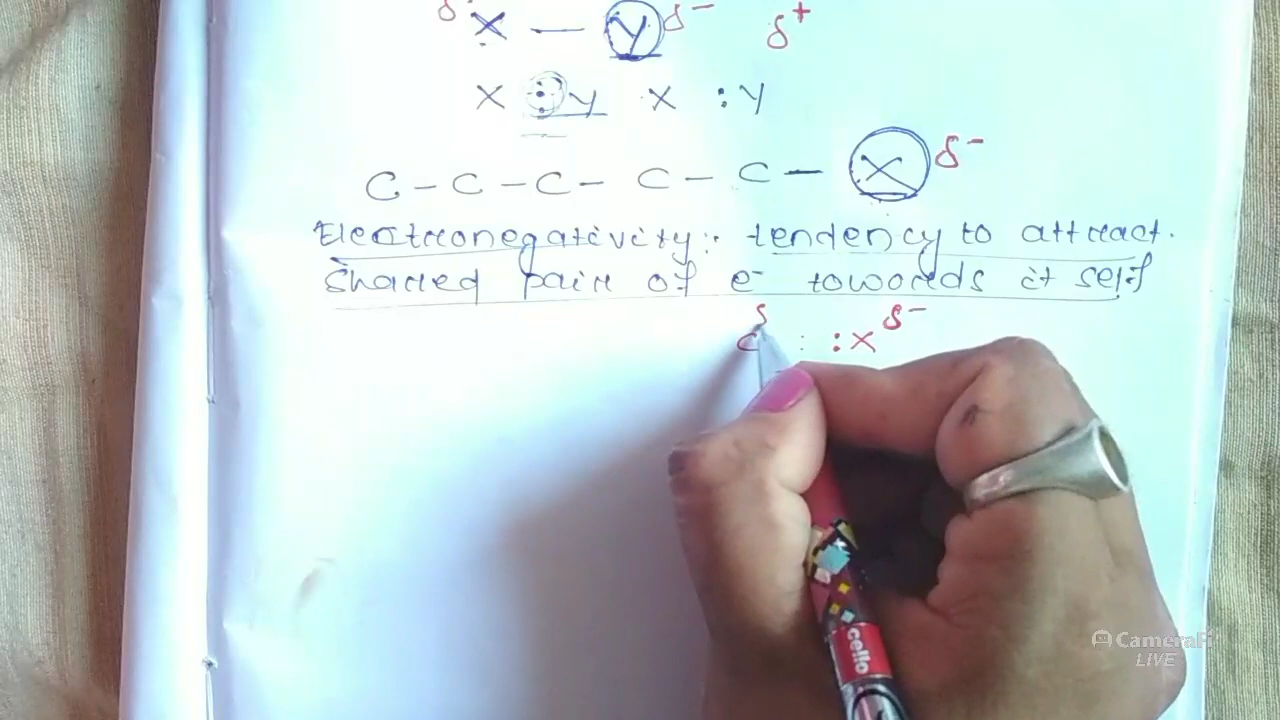 δ X — Y δ⁻ δ⁺
X : Y X : Y
C - C - C - C - C - X δ⁻
Electronegativity: tendency to attract.
Shared pair of e⁻ towards it self
δ δ⁻
C : : X
cello
CameraFi
LIVE